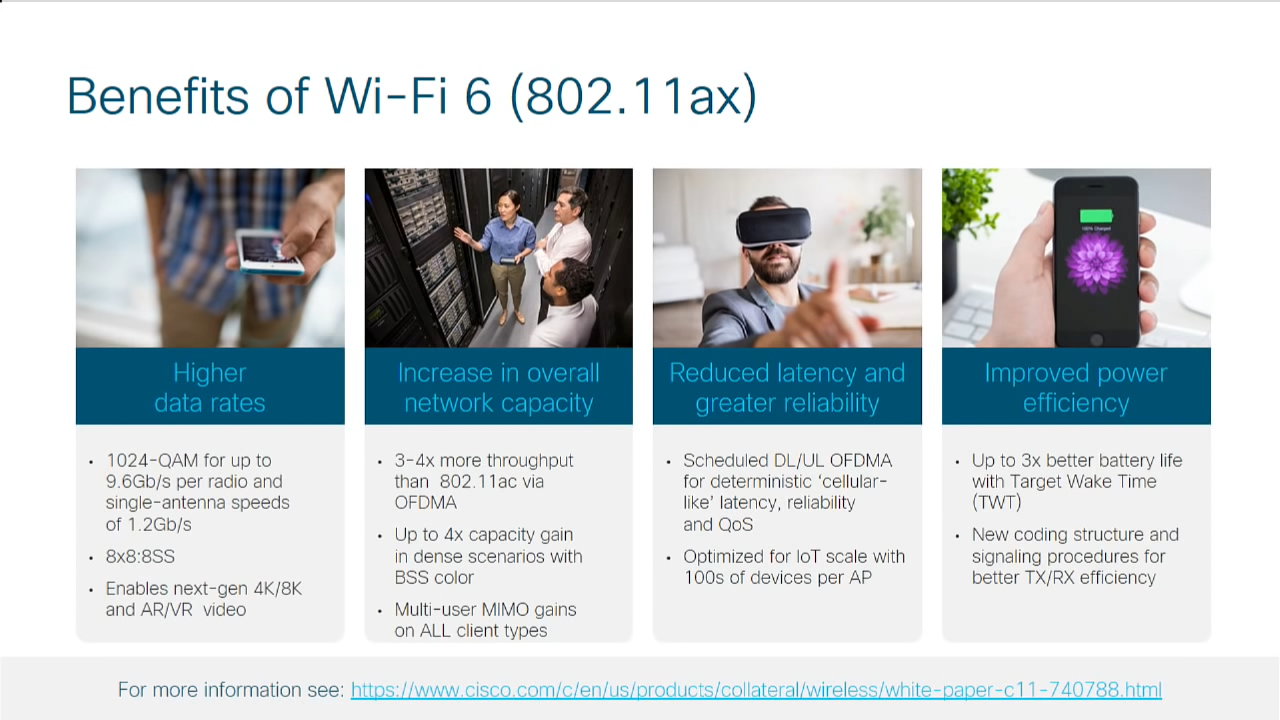 Benefits of Wi-Fi 6 (802.11ax)
100% Charged
Higher
data rates
• 1024-QAM for up to
9.6Gb/s per radio and
single-antenna speeds
of 1.2Gb/s
• 8x8:8SS
• Enables next-gen 4K/8K
and AR/VR video
Increase in overall
network capacity
• 3-4x more throughput
than 802.11ac via
OFDMA
• Up to 4x capacity gain
in dense scenarios with
BSS color
• Multi-user MIMO gains
on ALL client types
Reduced latency and
greater reliability
• Scheduled DL/UL OFDMA
for deterministic ‘cellular-
like’ latency, reliability
and QoS
• Optimized for IoT scale with
100s of devices per AP
Improved power
efficiency
• Up to 3x better battery life
with Target Wake Time
(TWT)
• New coding structure and
signaling procedures for
better TX/RX efficiency
For more information see: https://www.cisco.com/c/en/us/products/collateral/wireless/white-paper-c11-740788.html